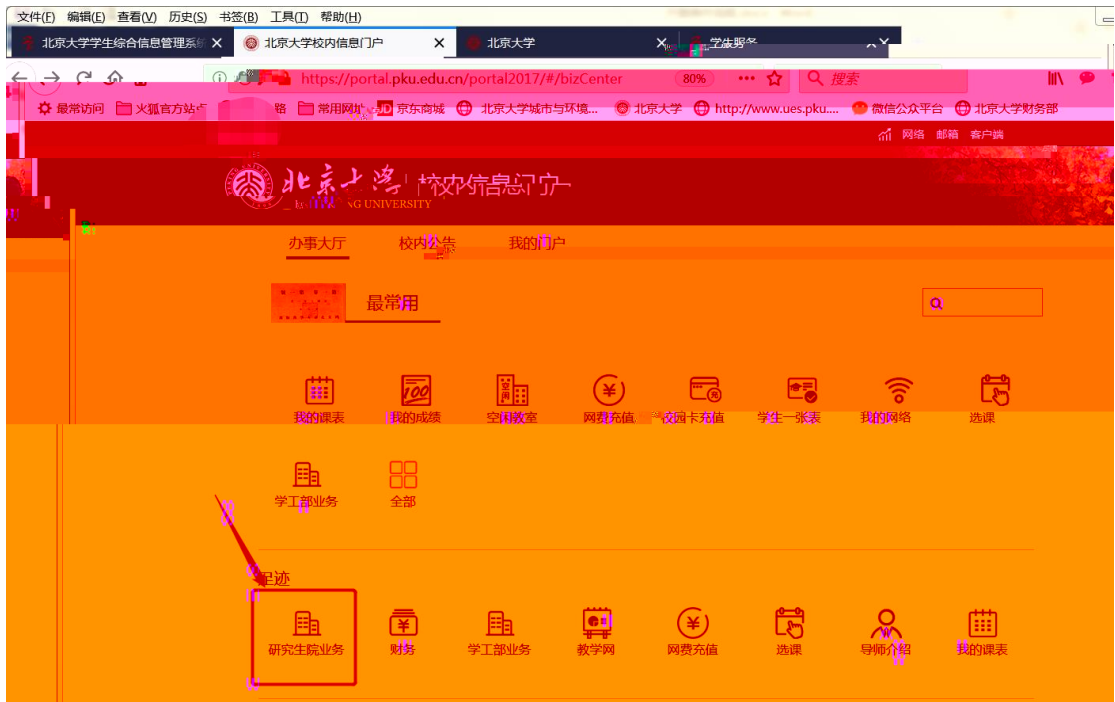 文件(F) 编辑(E) 查看(V) 历史(S) 书签(B) 工具(T) 帮助(H)
北京大学学生综合信息管理系统 北京大学校内信息门户 北京大学 学生服务
https://portal.pku.edu.cn/portal2017/#/bizCenter 80% 搜索
最常访问 火狐官方站点 常用网址 JD 京东商城 北京大学城市与环境... 北京大学 http://www.ues.pku.... 微信公众平台 北京大学财务部
网络 邮箱 客户端
北京大学 校内信息门户
UNIVERSITY
办事大厅 校内公告 我的门户
最常用
我的课表 我的成绩 空闲教室 网费充值 校园卡充值 学生一张表 我的网络 选课
学工部业务 全部
足迹
研究生院业务 财务 学工部业务 教学网 网费充值 选课 导师介绍 我的课表